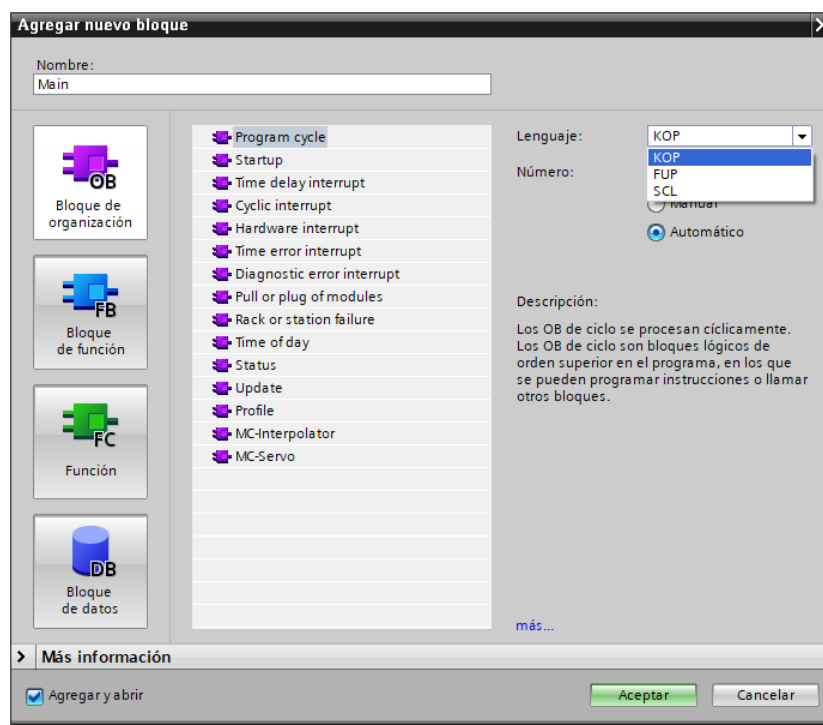 Agregar nuevo bloque
Nombre:
Main
OB
Bloque de
organización
FB
Bloque
de función
FC
Función
DB
Bloque
de datos
Program cycle
Startup
Time delay interrupt
Cyclic interrupt
Hardware interrupt
Time error interrupt
Diagnostic error interrupt
Pull or plug of modules
Rack or station failure
Time of day
Status
Update
Profile
MC-Interpolator
MC-Servo
Lenguaje:
KOP
KOP
FUP
SCL
Número:
Manual
Automático
Descripción:
Los OB de ciclo se procesan cíclicamente.
Los OB de ciclo son bloques lógicos de
orden superior en el programa, en los que
se pueden programar instrucciones o llamar
otros bloques.
más...
Más información
Agregar y abrir
Aceptar
Cancelar